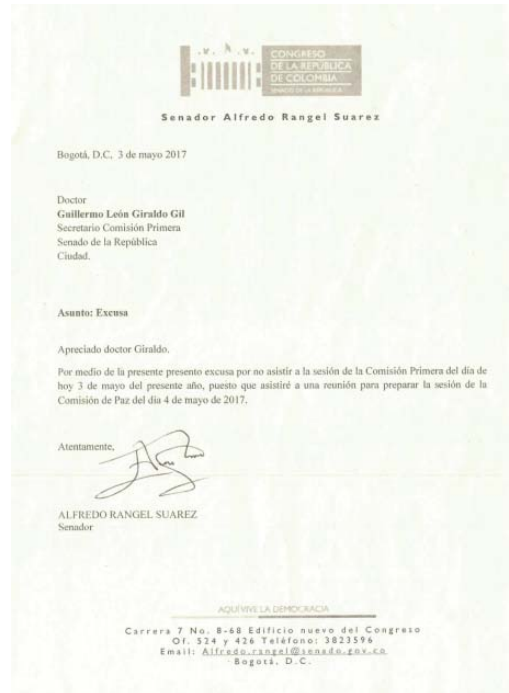 CONGRESO
DE LA REPÚBLICA
DE COLOMBIA
SENADO DE LA REPÚBLICA
Senador Alfredo Rangel Suarez
Bogotá, D.C, 3 de mayo 2017
Doctor
Guillermo León Giraldo Gil
Secretario Comisión Primera
Senado de la República
Ciudad.
Asunto: Excusa
Apreciado doctor Giraldo.
Por medio de la presente presento excusa por no asistir a la sesión de la Comisión Primera del día de
hoy 3 de mayo del presente año, puesto que asistiré a una reunión para preparar la sesión de la
Comisión de Paz del día 4 de mayo de 2017.
Atentamente,
ALFREDO RANGEL SUAREZ
Senador
AQUÍ VIVE LA DEMOCRACIA
Carrera 7 No. 8-68 Edificio nuevo del Congreso
Of. 524 y 426 Teléfono: 3823596
Email: Alfredo.rangel@senado.gov.co
Bogotá, D.C.